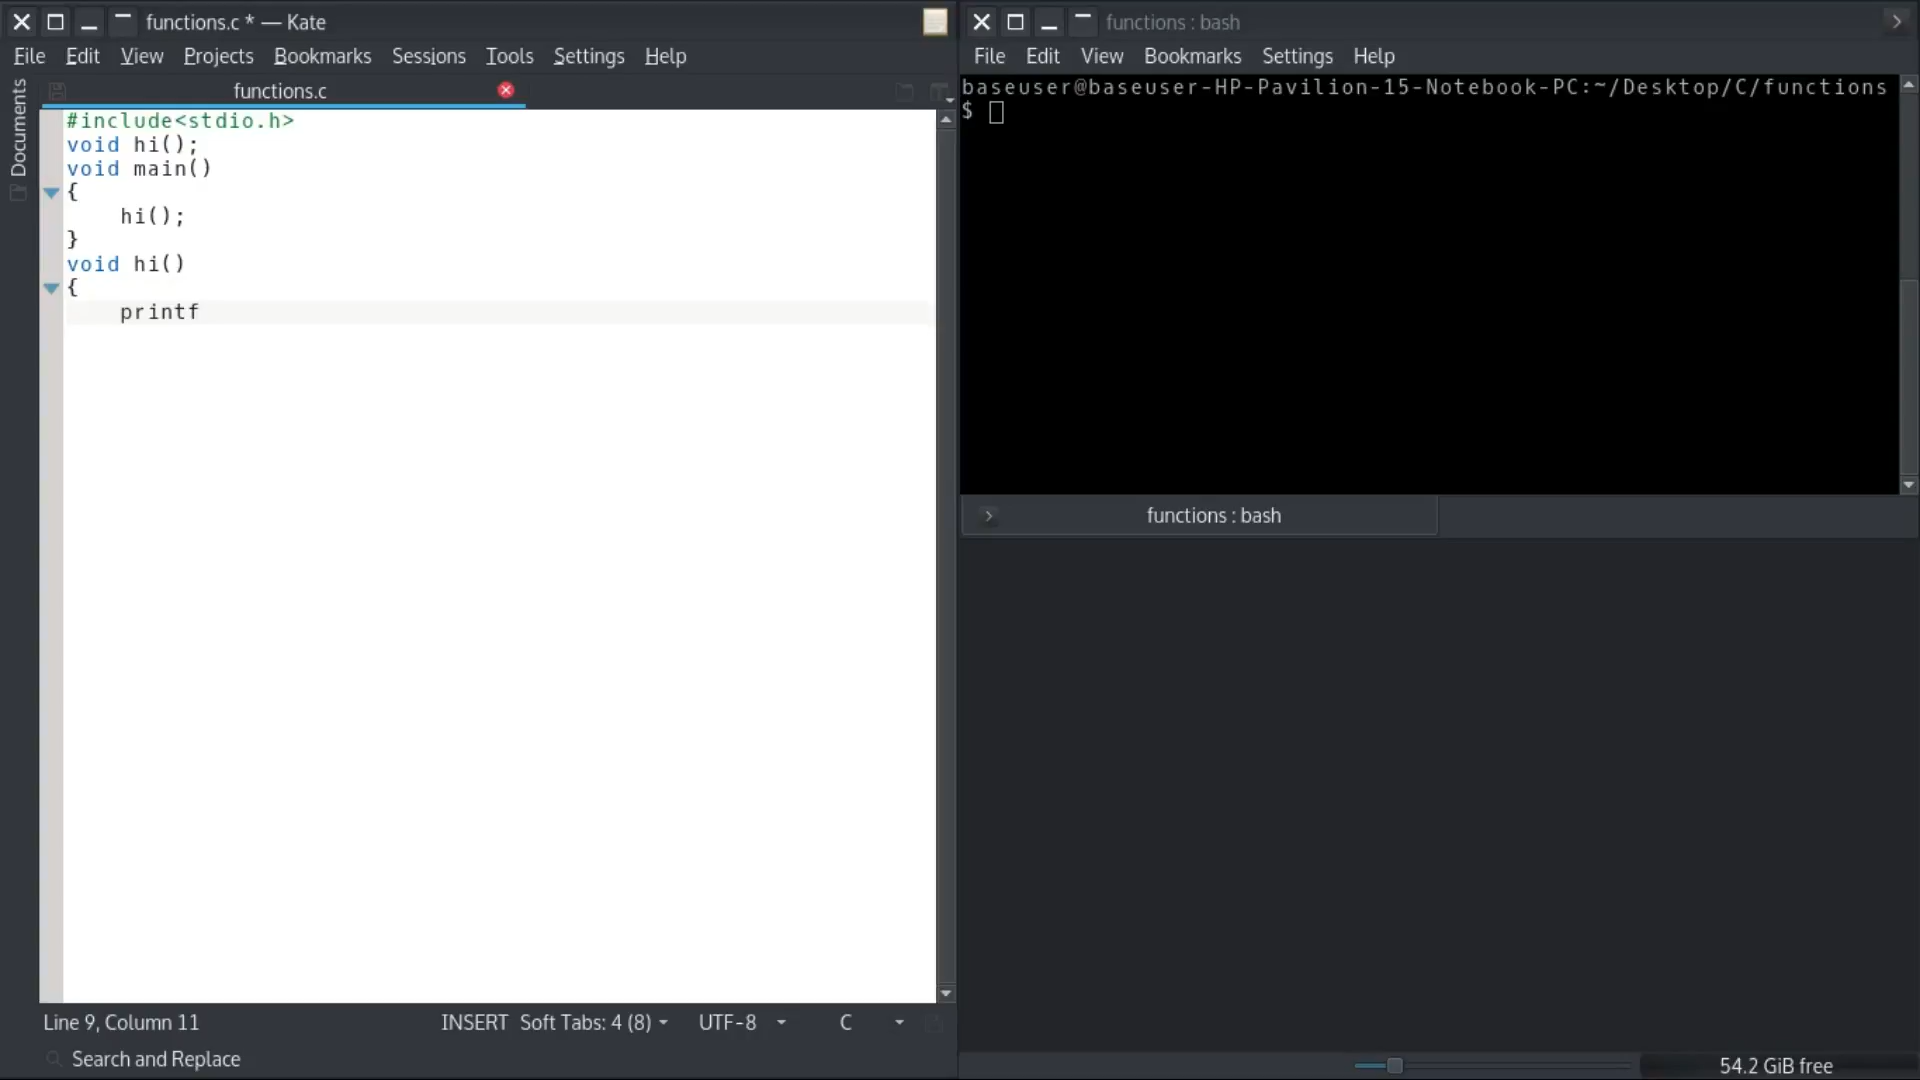 functions.c * — Kate
File Edit View Projects Bookmarks Sessions Tools Settings Help
Documents
functions.c
#include<stdio.h>
void hi();
void main()
{
    hi();
}
void hi()
{
    printf
Line 9, Column 11 INSERT Soft Tabs: 4 (8) UTF-8 C
Search and Replace
functions : bash
File Edit View Bookmarks Settings Help
baseuser@baseuser-HP-Pavilion-15-Notebook-PC:~/Desktop/C/functions
$
functions : bash
54.2 GiB free